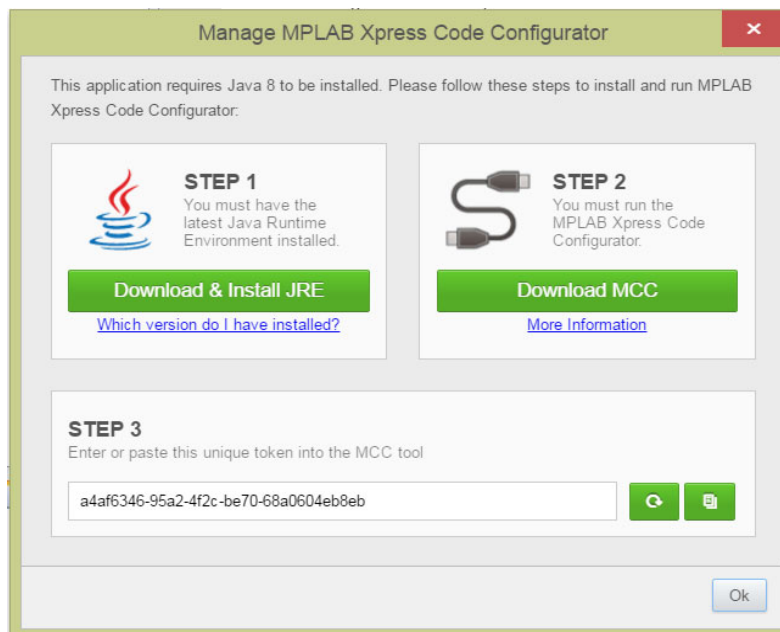 Manage MPLAB Xpress Code Configurator
This application requires Java 8 to be installed. Please follow these steps to install and run MPLAB
Xpress Code Configurator:
STEP 1
You must have the
latest Java Runtime
Environment installed.
Download & Install JRE
Which version do I have installed?
STEP 2
You must run the
MPLAB Xpress Code
Configurator.
Download MCC
More Information
STEP 3
Enter or paste this unique token into the MCC tool
a4af6346-95a2-4f2c-be70-68a0604eb8eb
Ok